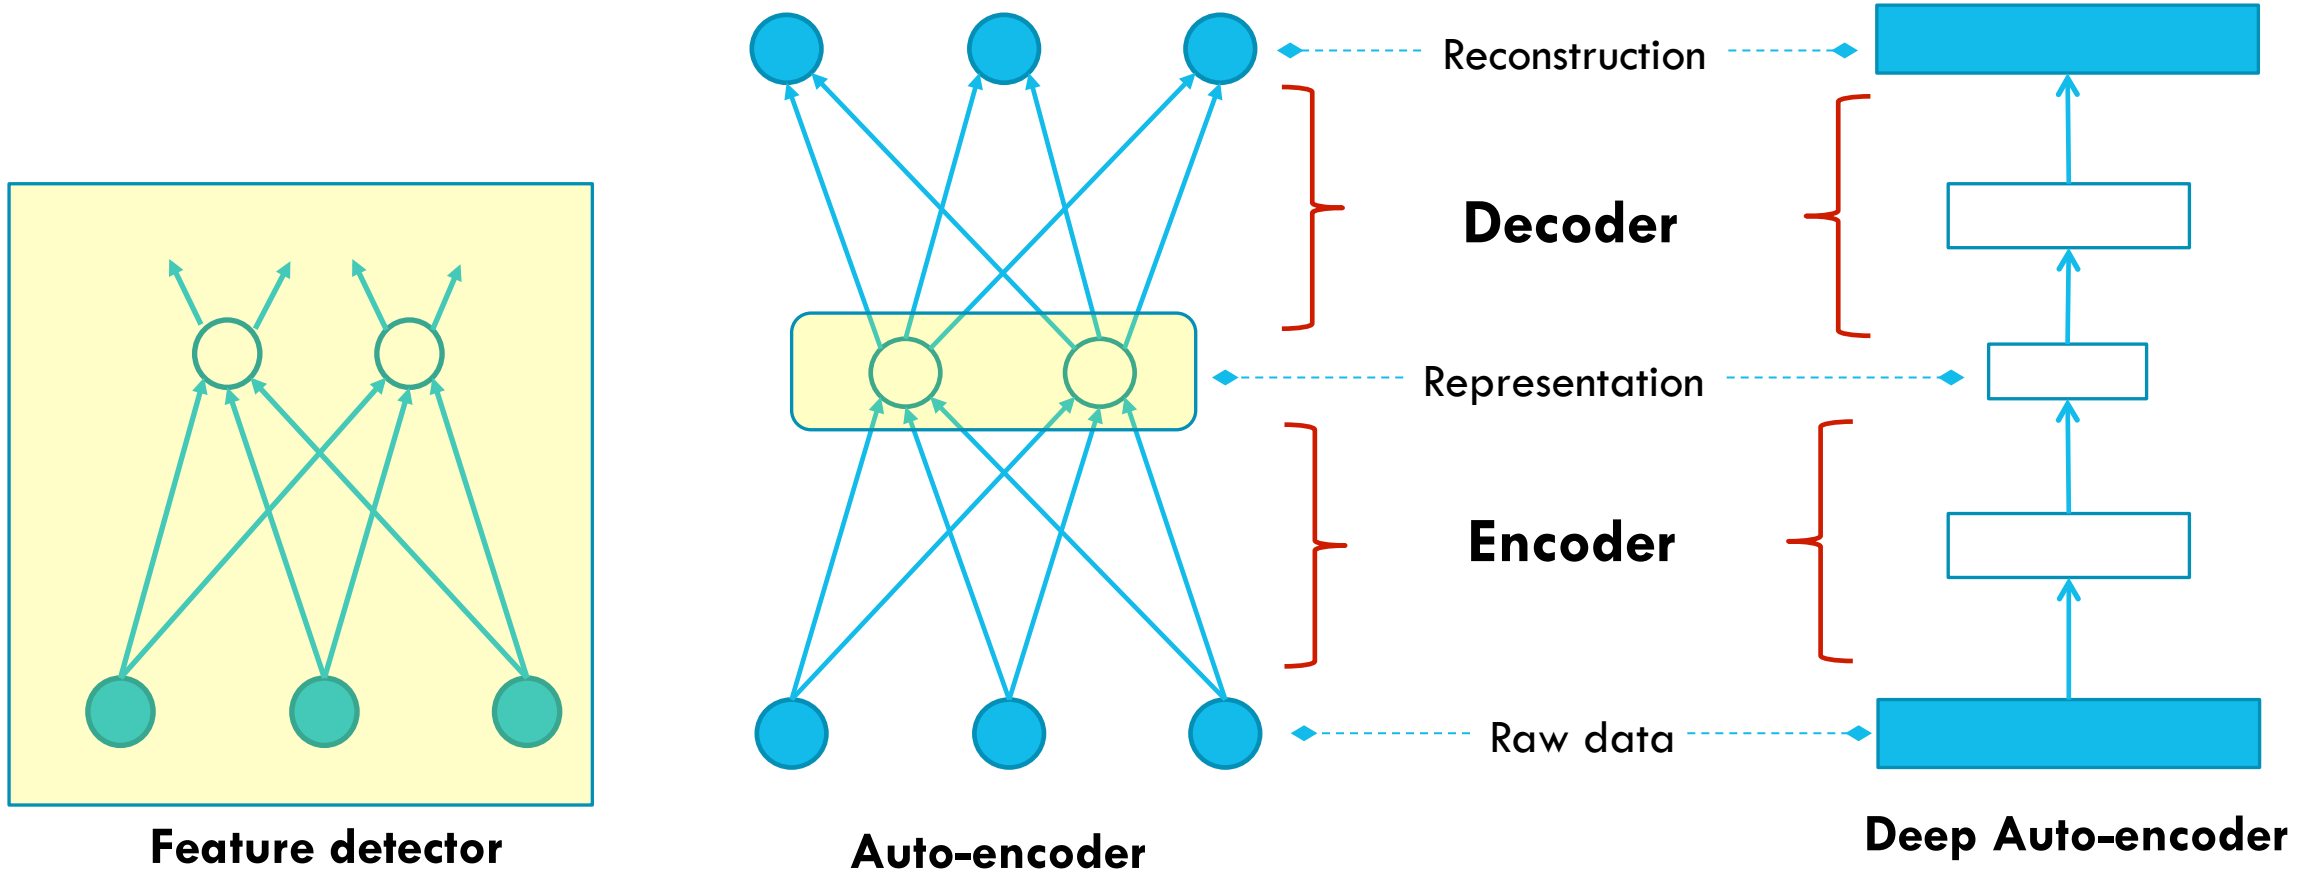 Reconstruction
Decoder
Representation
Encoder
Raw data
Feature detector
Auto-encoder
Deep Auto-encoder